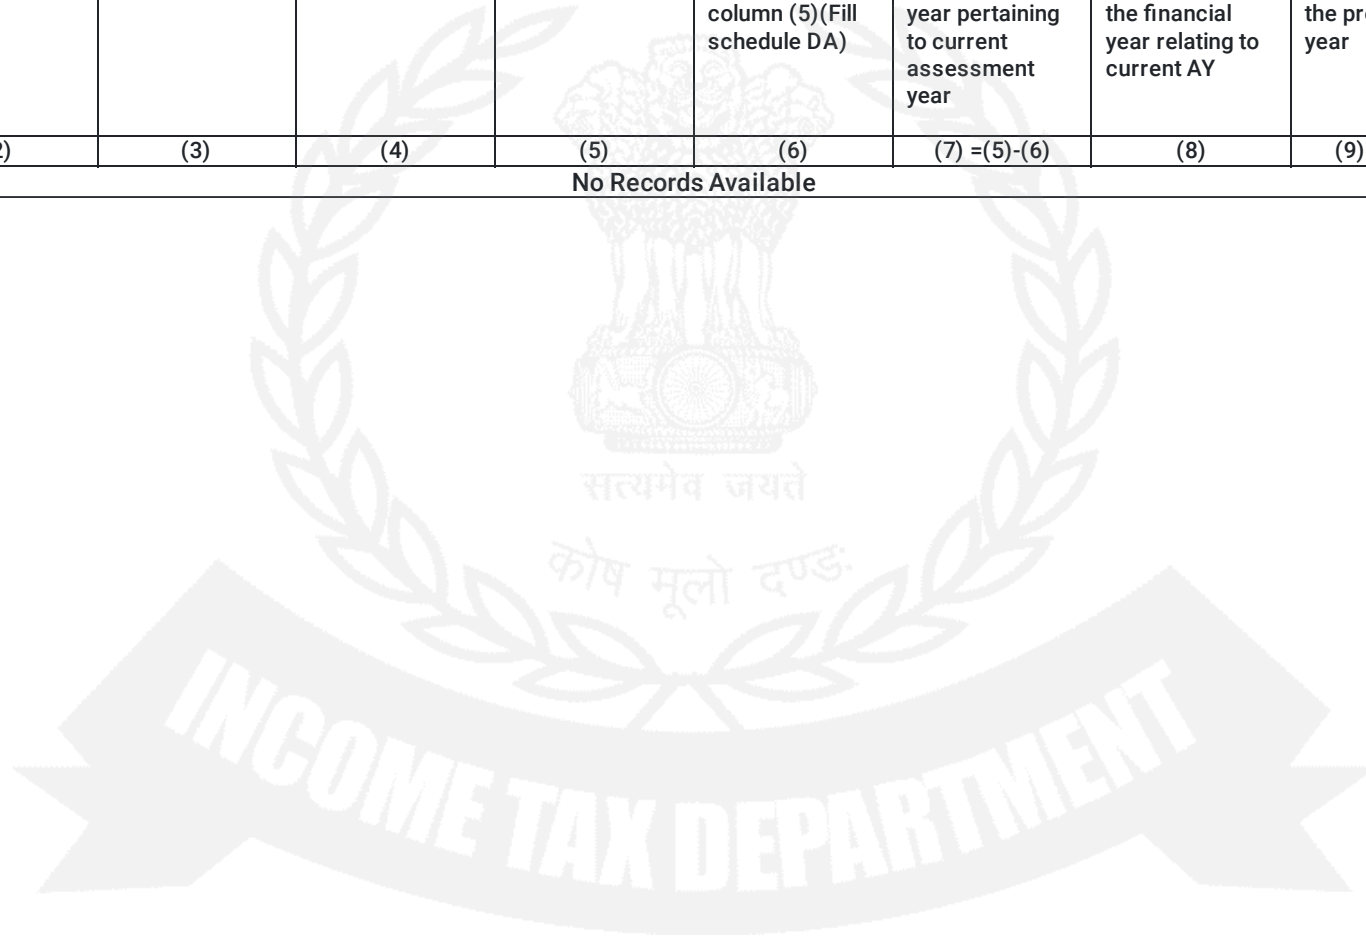 column (5)(Fill
schedule DA)
year pertaining
to current
assessment
year
the financial
year relating to
current AY
the
year
(3)
(4)
(5)
(6)
(7) =(5)-(6)
(8)
(9)
No Records Available
सत्यमेव जयते
कोष मूलो दण्डः
INCOME TAX DEPARTMENT